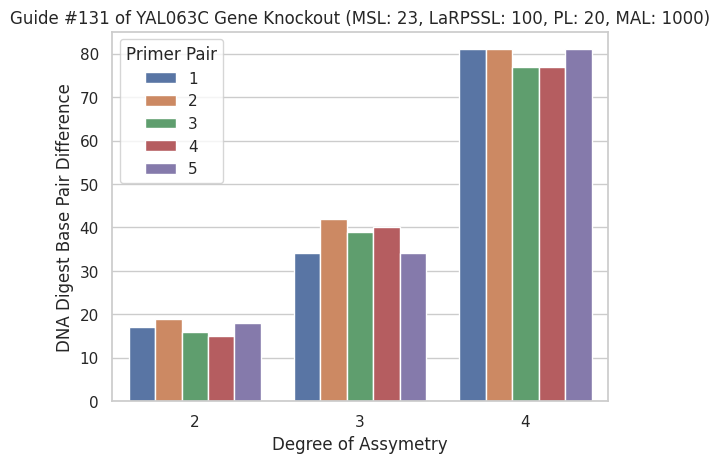 Guide #131 of YAL063C Gene Knockout (MSL: 23, LaRPSSL: 100, PL: 20, MAL: 1000)
DNA Digest Base Pair Difference
80
70
60
50
40
30
20
10
0
Primer Pair
1
2
3
4
5
2 3 4
Degree of Assymetry